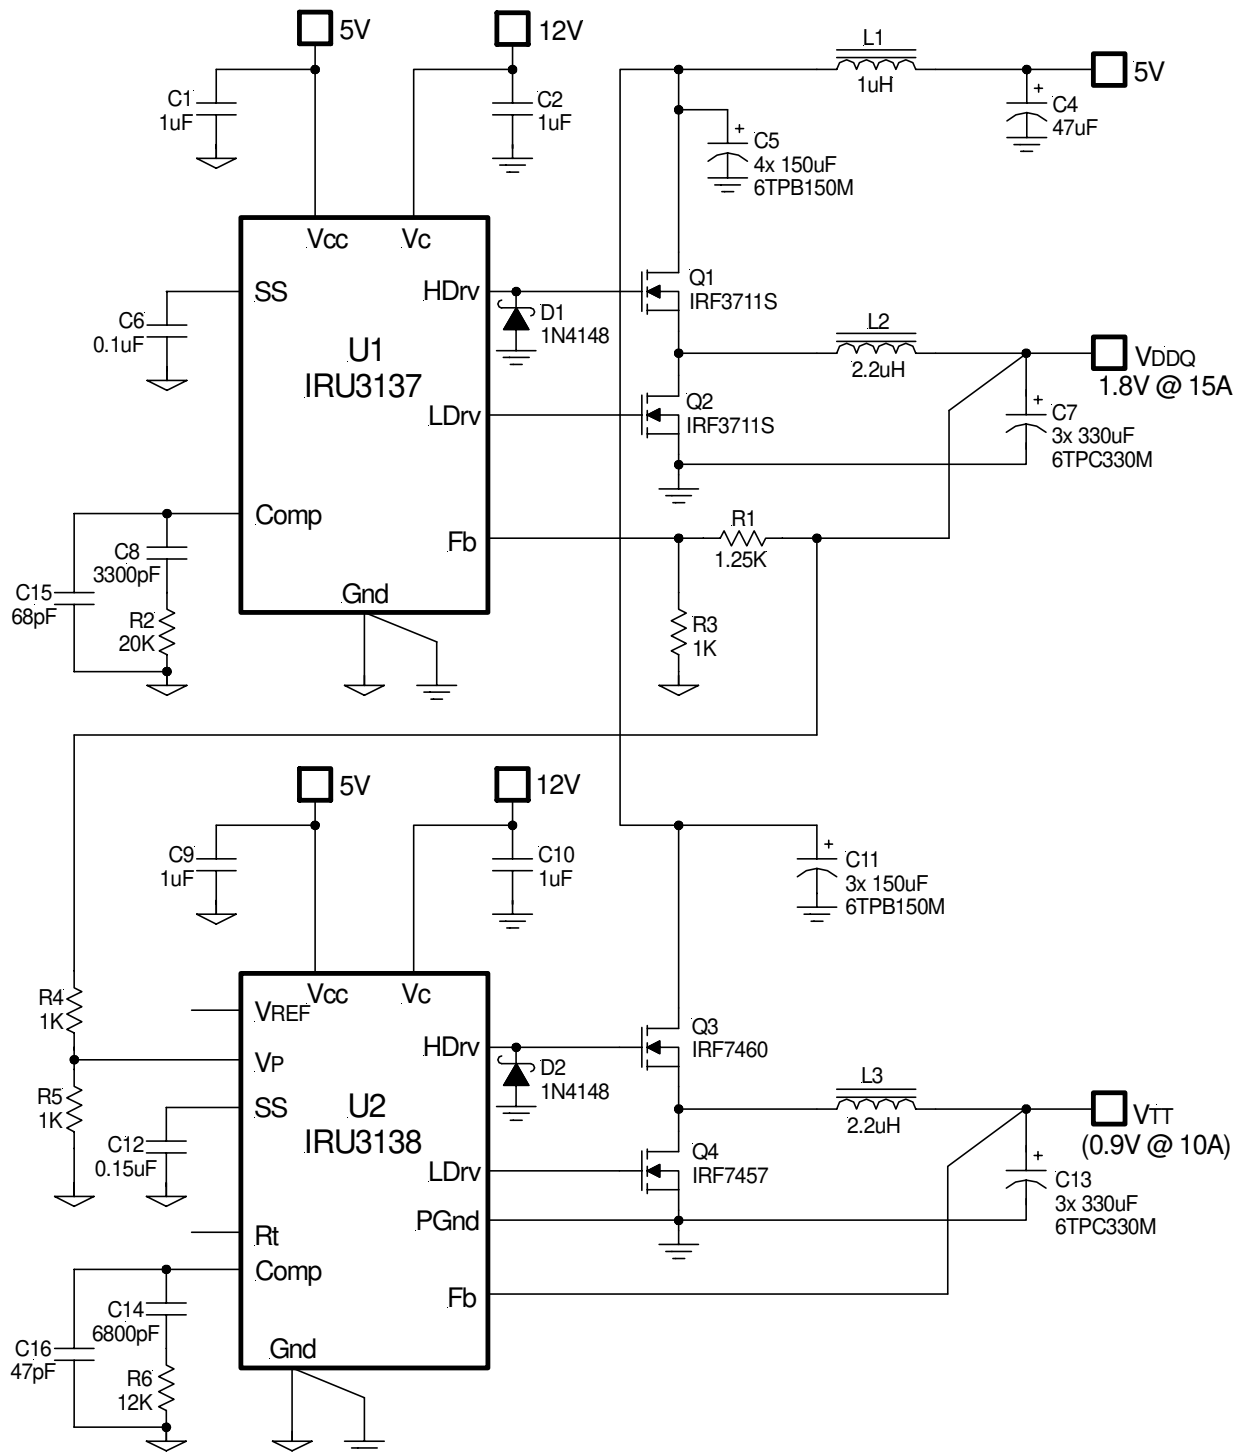 5V
12V
L1
1uH
5V
C1
1uF
C2
1uF
C4
47uF
C5
4x 150uF
6TPB150M
Vcc
Vc
SS
HDrv
Q1
IRF3711S
D1
1N4148
C6
0.1uF
U1
IRU3137
L2
2.2uH
VDDQ
1.8V @ 15A
LDrv
Q2
IRF3711S
C7
3x 330uF
6TPC330M
Comp
Fb
R1
1.25K
C8
3300pF
C15
68pF
R2
20K
Gnd
R3
1K
5V
12V
C9
1uF
C10
1uF
C11
3x 150uF
6TPB150M
R4
1K
Vcc
Vc
VREF
HDrv
Q3
IRF7460
VP
D2
1N4148
L3
2.2uH
R5
1K
SS
U2
IRU3138
VTT
(0.9V @ 10A)
C12
0.15uF
LDrv
Q4
IRF7457
C13
3x 330uF
6TPC330M
PGnd
Rt
Comp
Fb
C14
6800pF
C16
47pF
R6
12K
Gnd